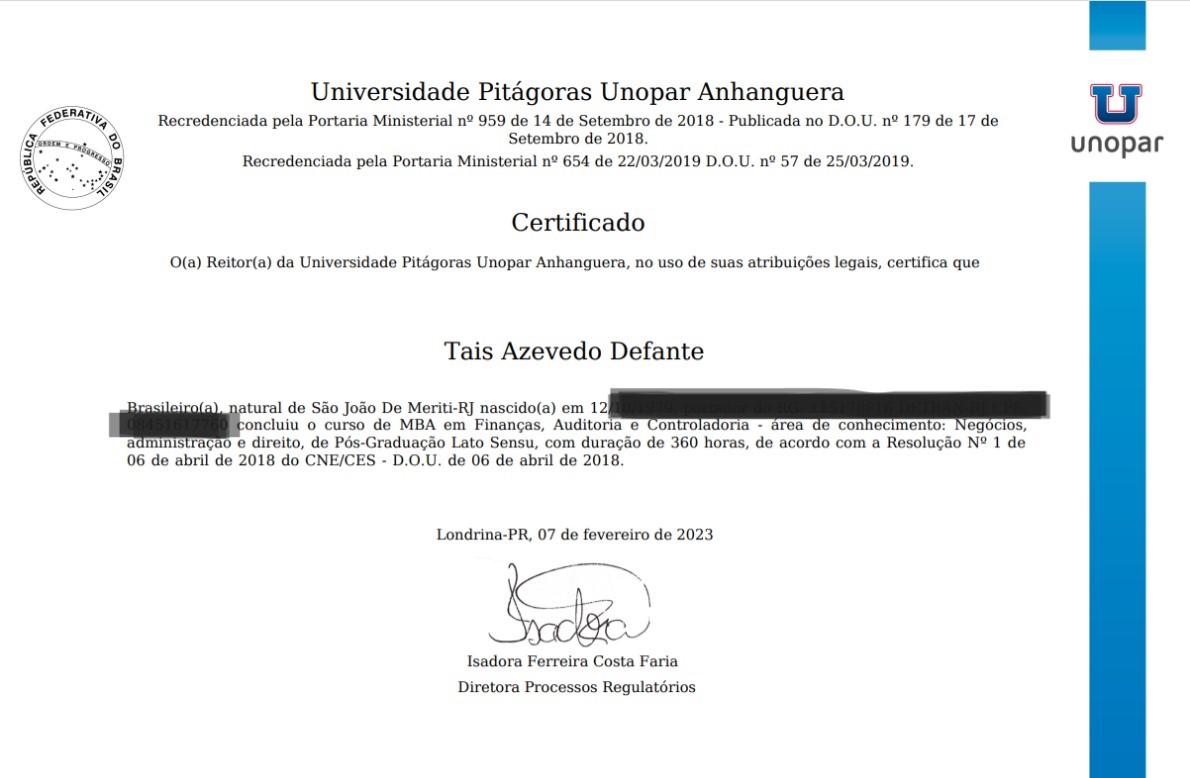 Universidade Pitágoras Unopar Anhanguera
Recredenciada pela Portaria Ministerial nº 959 de 14 de Setembro de 2018 - Publicada no D.O.U. nº 179 de 17 de
Setembro de 2018.
Recredenciada pela Portaria Ministerial nº 654 de 22/03/2019 D.O.U. nº 57 de 25/03/2019.
REPÚBLICA FEDERATIVA DO BRASIL
ORDEM E PROGRESSO
unopar
Certificado
O(a) Reitor(a) da Universidade Pitágoras Unopar Anhanguera, no uso de suas atribuições legais, certifica que
Tais Azevedo Defante
Brasileiro(a), natural de São João De Meriti-RJ nascido(a) em 12/
concluiu o curso de MBA em Finanças, Auditoria e Controladoria - área de conhecimento: Negócios,
administração e direito, de Pós-Graduação Lato Sensu, com duração de 360 horas, de acordo com a Resolução Nº 1 de
06 de abril de 2018 do CNE/CES - D.O.U. de 06 de abril de 2018.
Londrina-PR, 07 de fevereiro de 2023
Isadora
Isadora Ferreira Costa Faria
Diretora Processos Regulatórios